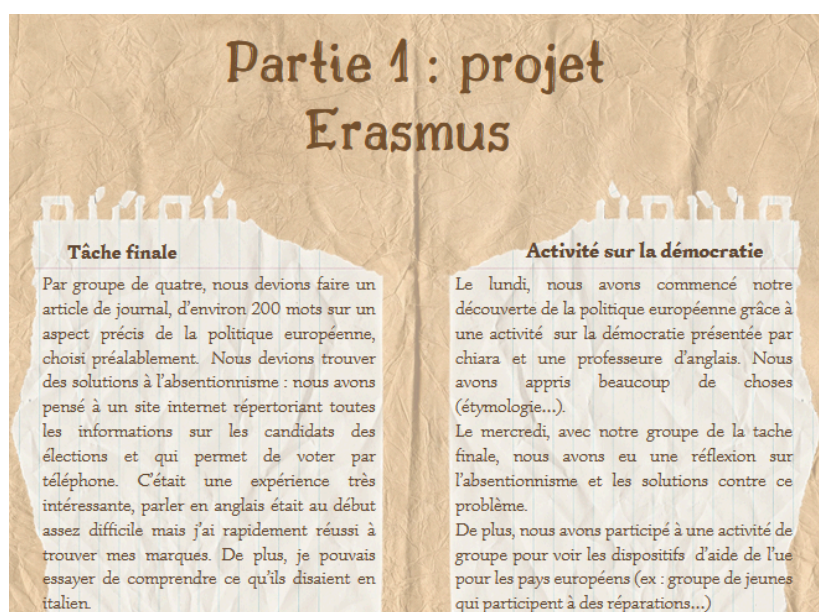 Partie 1 : projet
Erasmus
Tâche finale
Par groupe de quatre, nous devions faire un
article de journal, d'environ 200 mots sur un
aspect précis de la politique européenne,
choisi préalablement. Nous devions trouver
des solutions à l'absentionnisme : nous avons
pensé à un site internet répertoriant toutes
les informations sur les candidats des
élections et qui permet de voter par
téléphone. C'était une expérience très
intéressante, parler en anglais était au début
assez difficile mais j'ai rapidement réussi à
trouver mes marques. De plus, je pouvais
essayer de comprendre ce qu'ils disaient en
italien.
Activité sur la démocratie
Le lundi, nous avons commencé notre
découverte de la politique européenne grâce à
une activité sur la démocratie présentée par
chiara et une professeure d'anglais. Nous
avons appris beaucoup de choses
(étymologie...).
Le mercredi, avec notre groupe de la tache
finale, nous avons eu une réflexion sur
l'absentionnisme et les solutions contre ce
problème.
De plus, nous avons participé à une activité de
groupe pour voir les dispositifs d'aide de l'ue
pour les pays européens (ex : groupe de jeunes
qui participent à des réparations...)